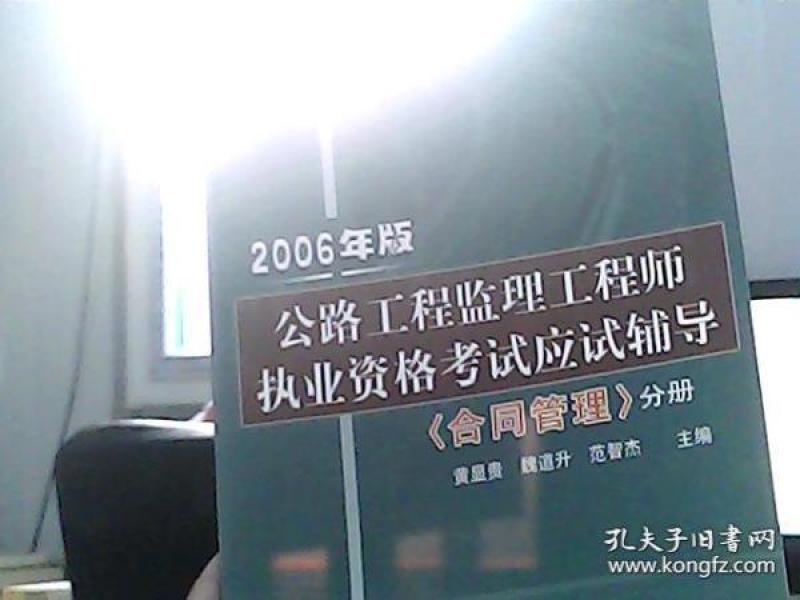 2006年版
公路工程监理工程师
执业资格考试应试辅导
《合同管理》分册
黄显贵 魏道升 范智杰 主编
孔夫子旧书网
www.kongfz.com